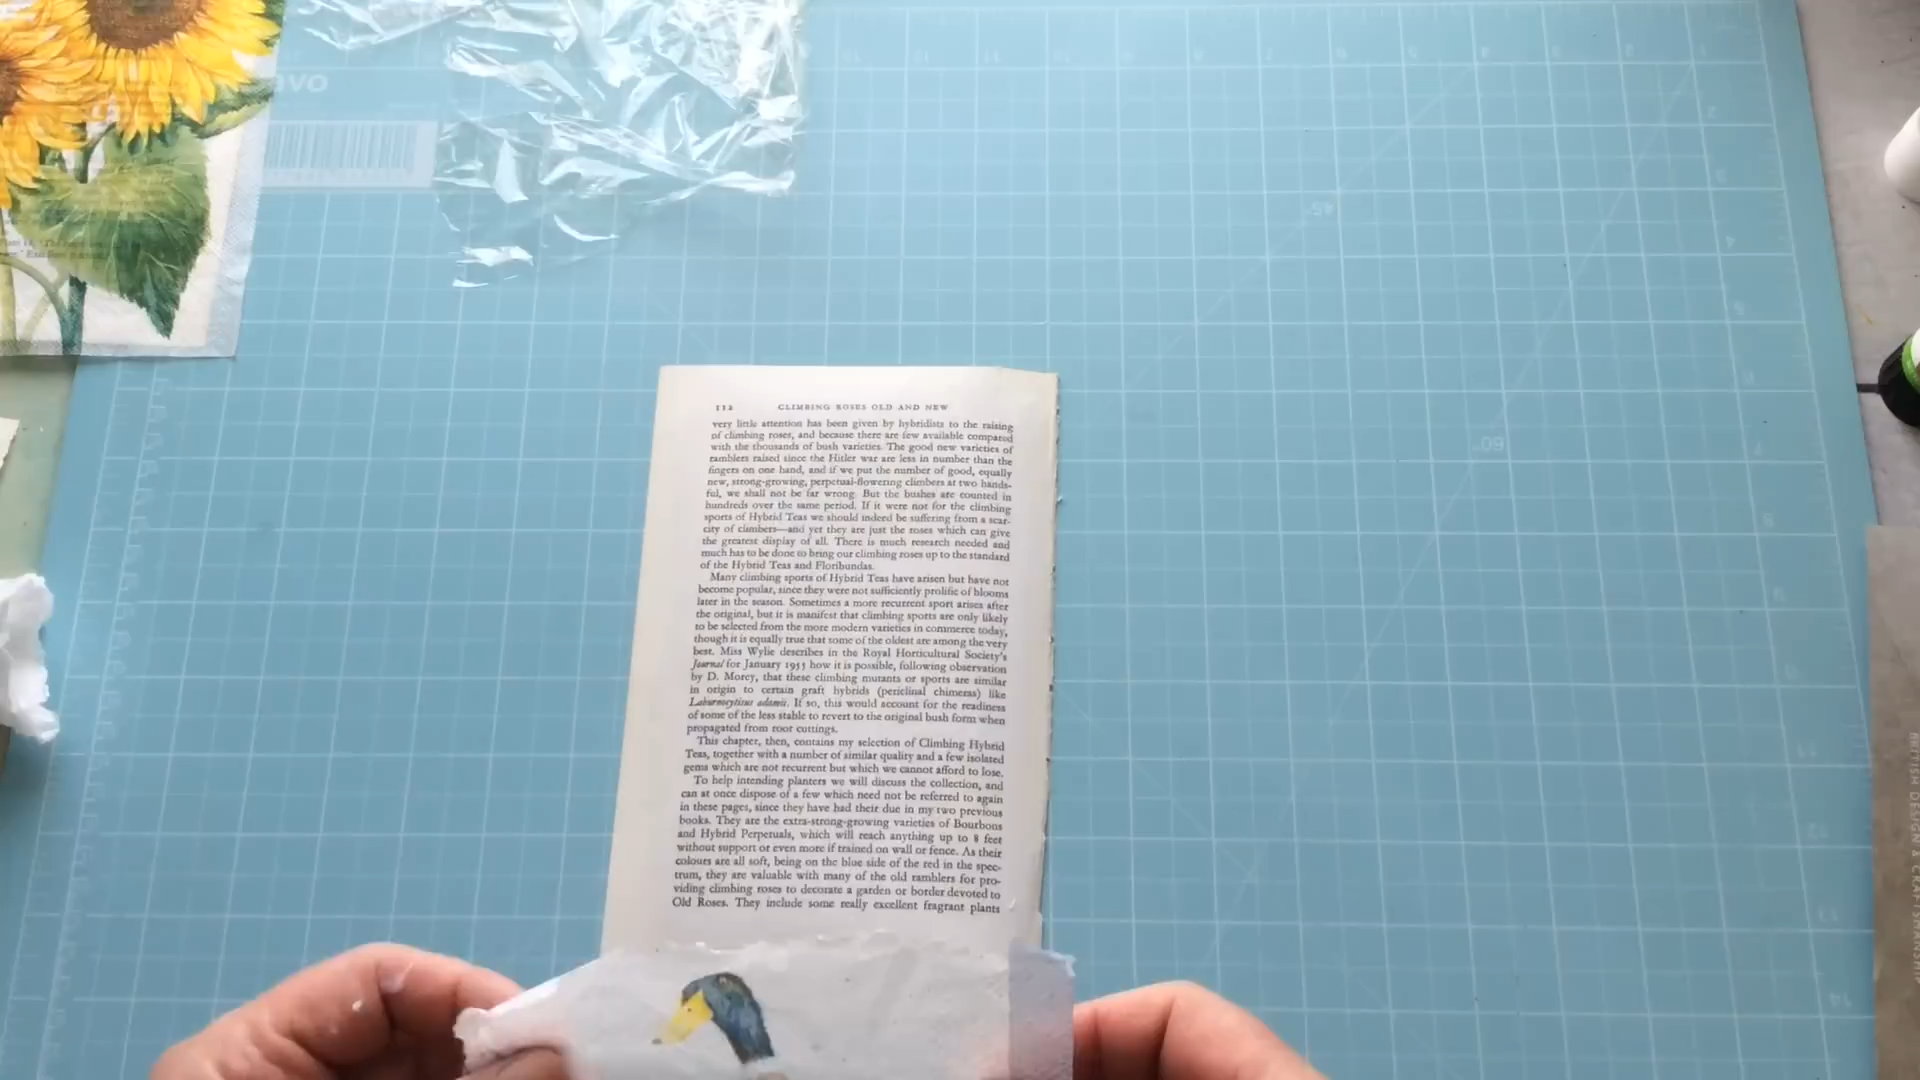 112 CLIMBING ROSES OLD AND NEW
very little attention has been given by hybridists to the raising
of climbing roses, and because there are few available compared
with the thousands of bush varieties. The good new varieties of
ramblers raised since the Hitler war are less in number than the
fingers on one hand, and if we put the number of good, equally
new, strong-growing, perpetual-flowering climbers at two hands-
ful, we shall not be far wrong. But the bushes are counted in
hundreds over the same period. If it were not for the climbing
sports of Hybrid Teas we should indeed be suffering from a scar-
city of climbers—and yet they are just the roses which can give
the greatest display of all. There is much research needed and
much has to be done to bring our climbing roses up to the standard
of the Hybrid Teas and Floribundas.
Many climbing sports of Hybrid Teas have arisen but have not
become popular, since they were not sufficiently prolific of blooms
later in the season. Sometimes a more recurrent sport arises after
the original, but it is manifest that climbing sports are only likely
to be selected from the more modern varieties in commerce today,
though it is equally true that some of the oldest are among the very
best. Miss Wylie describes in the Royal Horticultural Society's
Journal for January 1955 how it is possible, following observation
by D. Morey, that these climbing mutants or sports are similar
in origin to certain graft hybrids (periclinal chimeras) like
Laburnocytisus adamii. If so, this would account for the readiness
of some of the less stable to revert to the original bush form when
propagated from root cuttings.
This chapter, then, contains my selection of Climbing Hybrid
Teas, together with a number of similar quality and a few isolated
gems which are not recurrent but which we cannot afford to lose.
To help intending planters we will discuss the collection, and
can at once dispose of a few which need not be referred to again
in these pages, since they have had their due in my two previous
books. They are the extra-strong-growing varieties of Bourbons
and Hybrid Perpetuals, which will reach anything up to 8 feet
without support or even more if trained on wall or fence. As their
colours are all soft, being on the blue side of the red in the spec-
trum, they are valuable with many of the old ramblers for pro-
viding climbing roses to decorate a garden or border devoted to
Old Roses. They include some really excellent fragrant plants
45°
60°
BRITISH DESIGN & CRAFTSMANSHIP